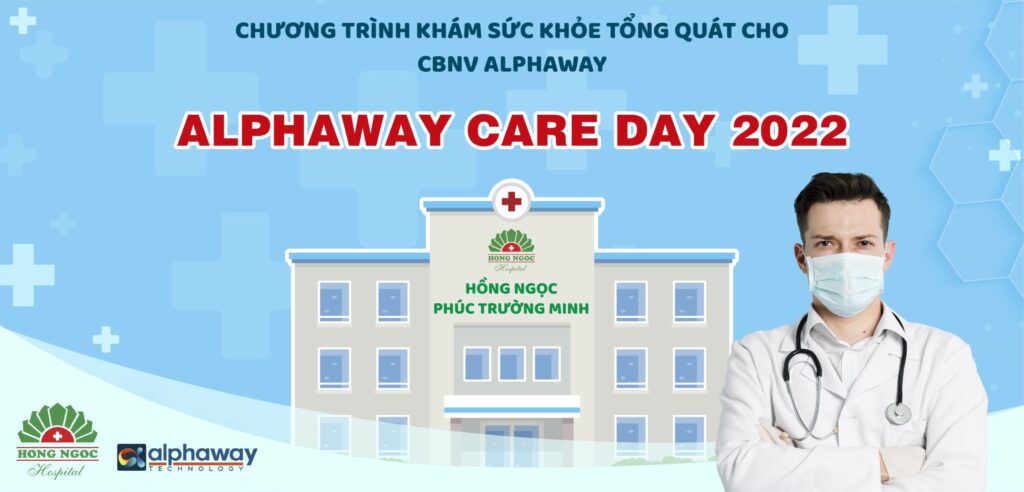 CHƯƠNG TRÌNH KHÁM SỨC KHỎE TỔNG QUÁT CHO
CBNV ALPHAWAY
ALPHAWAY CARE DAY 2022
HONG NGOC
Hospital
HỒNG NGỌC
PHÚC TRƯỜNG MINH
HONG NGOC
Hospital
alphaway
TECHNOLOGY